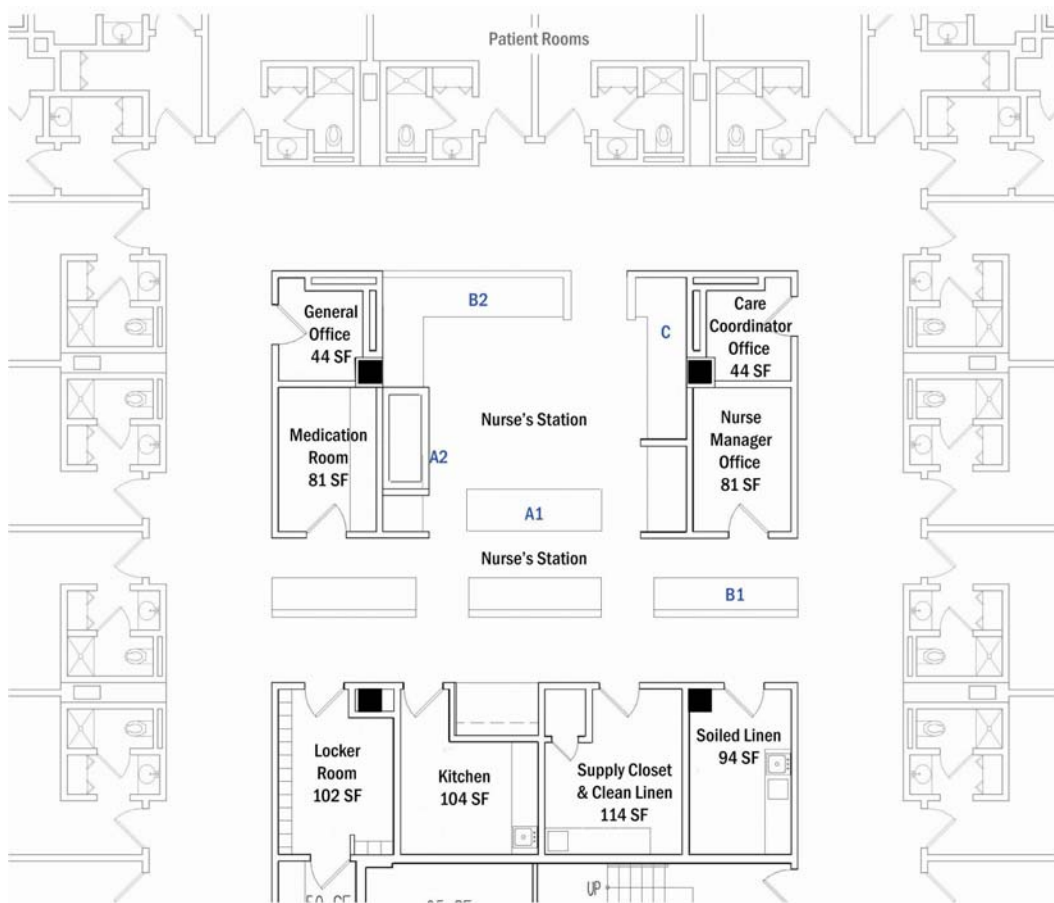 Patient Rooms
B2
General
Office
44 SF
Care
Coordinator
Office
44 SF
C
Nurse's Station
Medication
Room
81 SF
Nurse
Manager
Office
81 SF
A2
A1
Nurse's Station
B1
Locker
Room
102 SF
Kitchen
104 SF
Supply Closet
& Clean Linen
114 SF
Soiled Linen
94 SF
UP